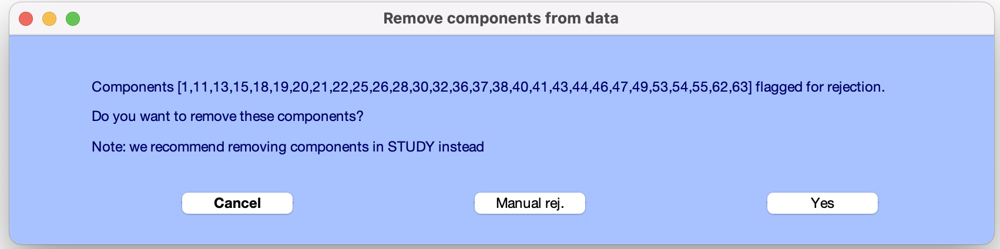 Remove components from data
Components [1,11,13,15,18,19,20,21,22,25,26,28,30,32,36,37,38,40,41,43,44,46,47,49,53,54,55,62,63] flagged for rejection.
Do you want to remove these components?
Note: we recommend removing components in STUDY instead
Cancel
Manual rej.
Yes